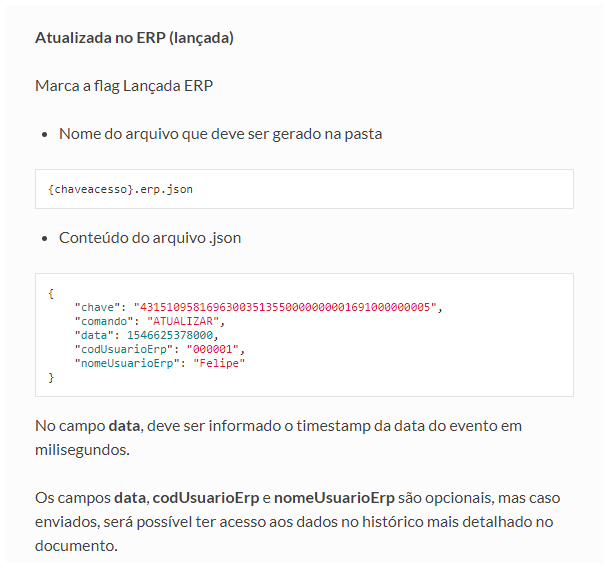 Atualizada no ERP (lançada)
Marca a flag Lançada ERP
• Nome do arquivo que deve ser gerado na pasta
{chaveacesso}.erp.json
• Conteúdo do arquivo .json
{
    "chave": "43151095816963003513550000000001691000000005",
    "comando": "ATUALIZAR",
    "data": 1546625378000,
    "codUsuarioErp": "000001",
    "nomeUsuarioErp": "Felipe"
}
No campo data, deve ser informado o timestamp da data do evento em
milisegundos.
Os campos data, codUsuarioErp e nomeUsuarioErp são opcionais, mas caso
enviados, será possível ter acesso aos dados no histórico mais detalhado no
documento.